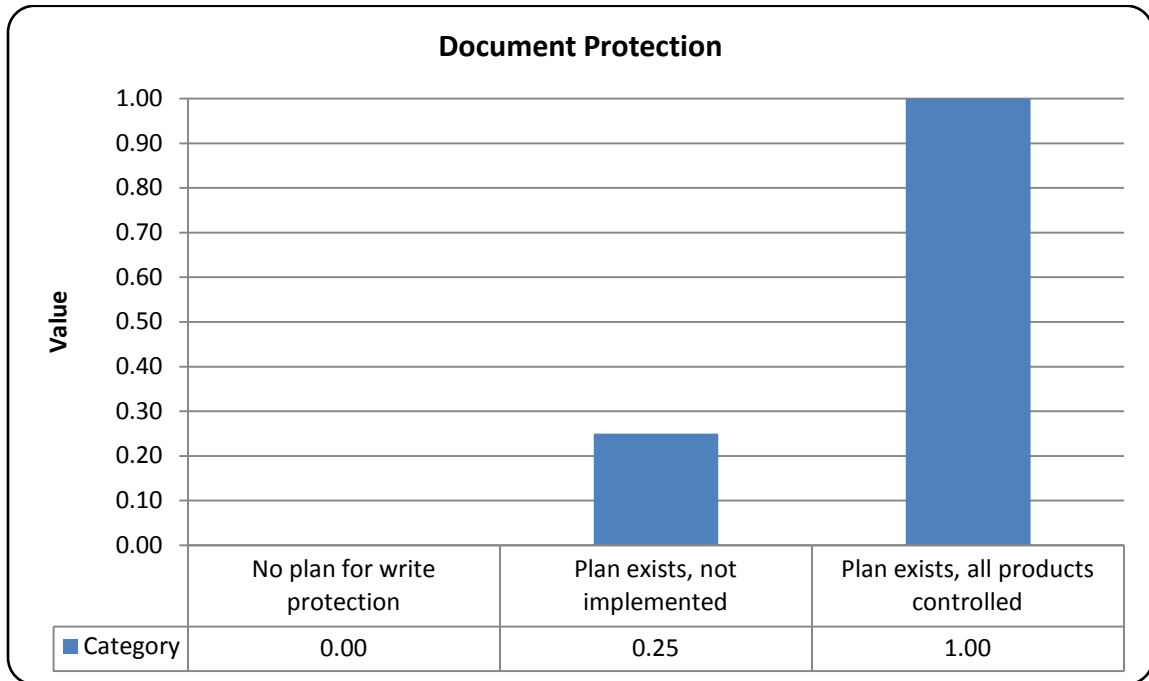 Document Protection
Value
1.00
0.90
0.80
0.70
0.60
0.50
0.40
0.30
0.20
0.10
0.00
No plan for write
protection
Plan exists, not
implemented
Plan exists, all products
controlled
Category 0.00 0.25 1.00